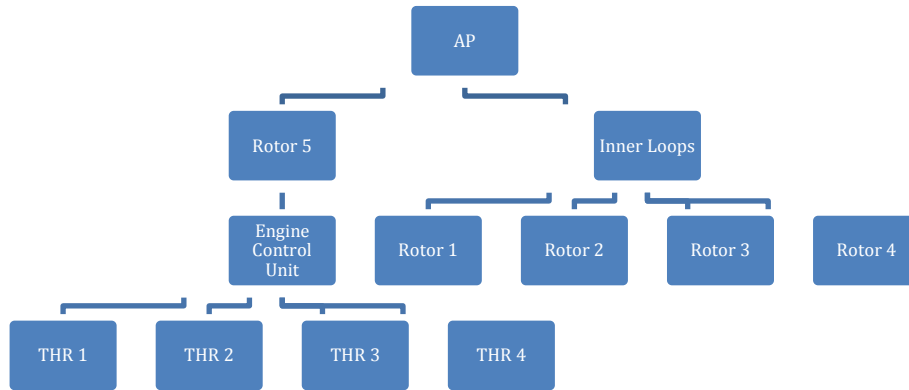 AP
Rotor 5
Inner Loops
Engine
Control
Unit
Rotor 1
Rotor 2
Rotor 3
Rotor 4
THR 1
THR 2
THR 3
THR 4